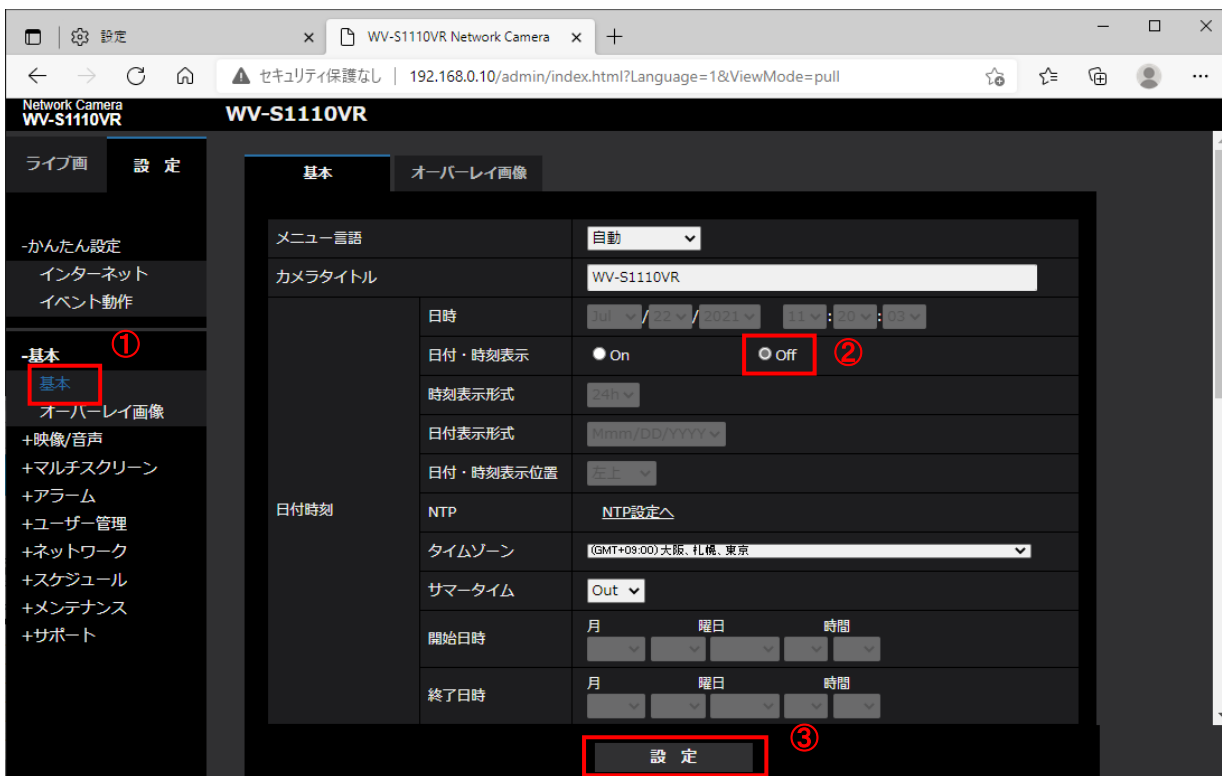 設定
WV-S1110VR Network Camera
セキュリティ保護なし | 192.168.0.10/admin/index.html?Language=1&ViewMode=pull
Network Camera
WV-S1110VR
WV-S1110VR
ライブ画 設 定
-かんたん設定
インターネット
イベント動作
①
-基本
基本
オーバーレイ画像
+映像/音声
+マルチスクリーン
+アラーム
+ユーザー管理
+ネットワーク
+スケジュール
+メンテナンス
+サポート
基本 オーバーレイ画像
メニュー言語 自動
カメラタイトル WV-S1110VR
日付時刻
日時 Jul / 22 / 2021 11 : 20 : 03
日付・時刻表示 On Off ②
時刻表示形式 24h
日付表示形式 Mmm/DD/YYYY
日付・時刻表示位置 左上
NTP NTP設定へ
タイムゾーン (GMT+09:00)大阪、札幌、東京
サマータイム Out
開始日時 月 曜日 時間
終了日時 月 曜日 時間
設 定 ③